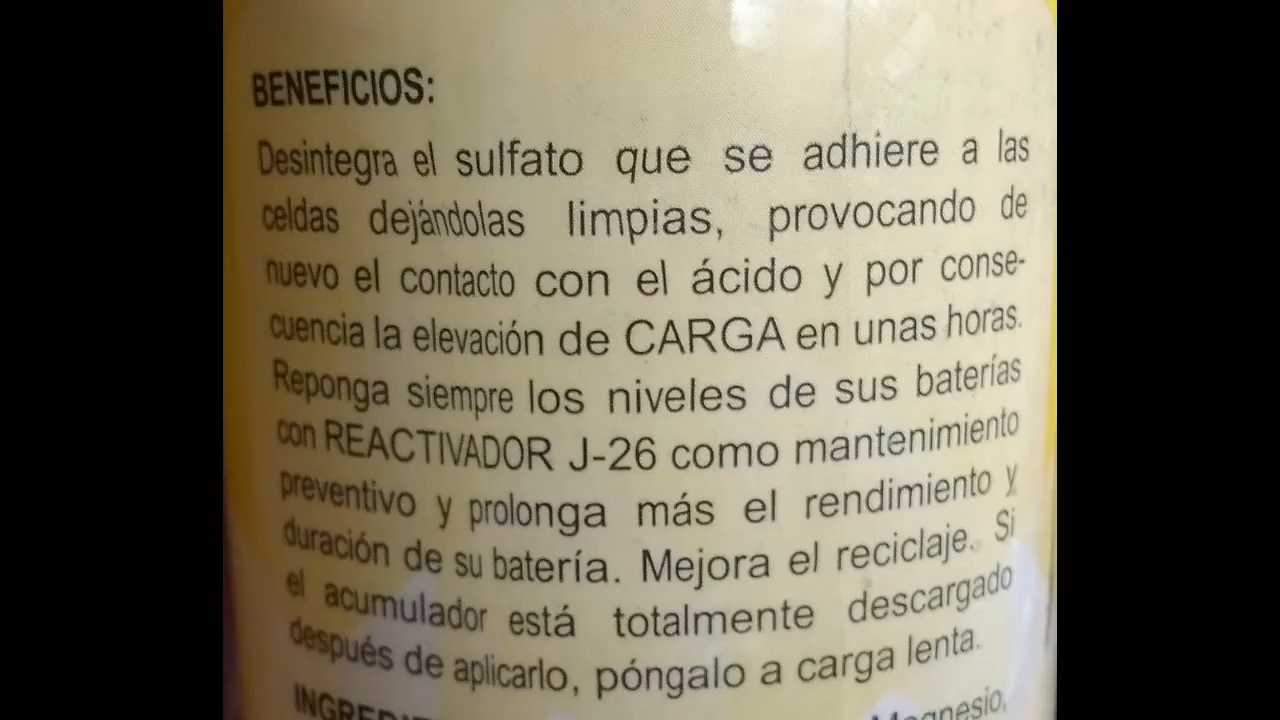 BENEFICIOS:
Desintegra el sulfato que se adhiere a las
celdas dejándolas limpias, provocando de
nuevo el contacto con el ácido y por conse-
cuencia la elevación de CARGA en unas horas.
Reponga siempre los niveles de sus baterías
con REACTIVADOR J-26 como mantenimiento
preventivo y prolonga más el rendimiento y
duración de su batería. Mejora el reciclaje. Si
el acumulador está totalmente descargado
después de aplicarlo, póngalo a carga lenta.
Magnesio,